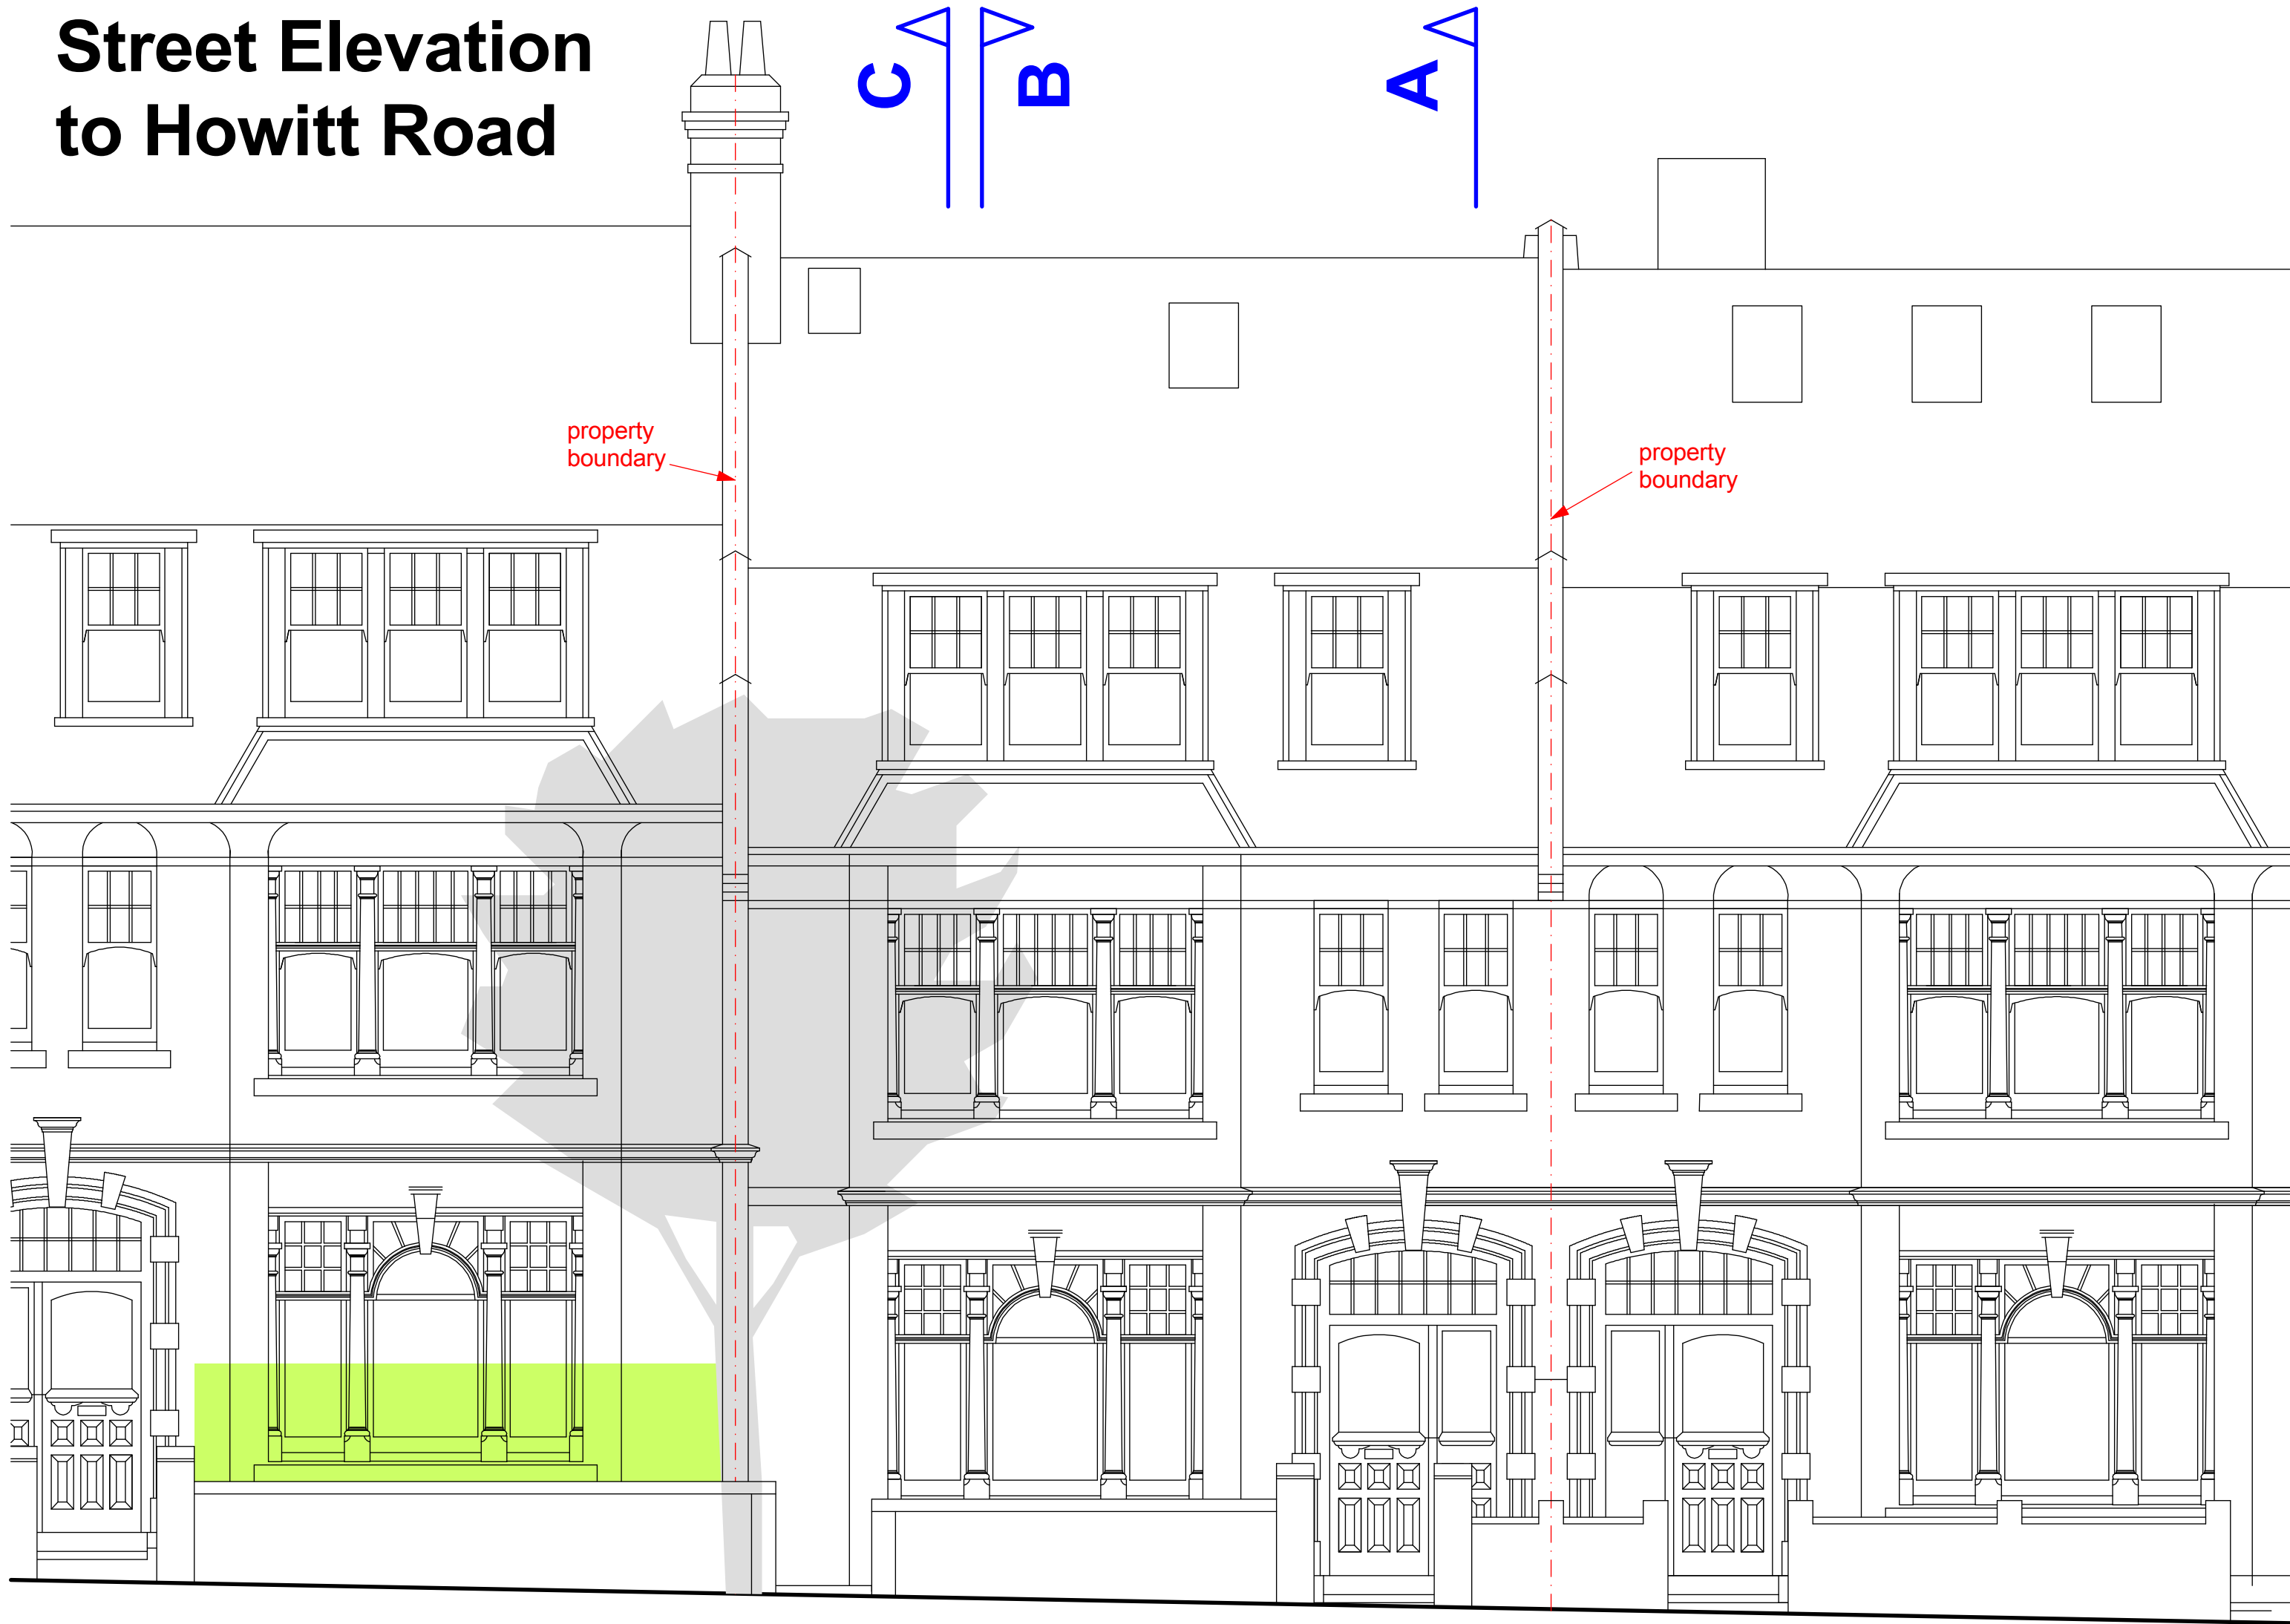 Street Elevation
to Howitt Road
C
B
A
property
boundary
property
boundary